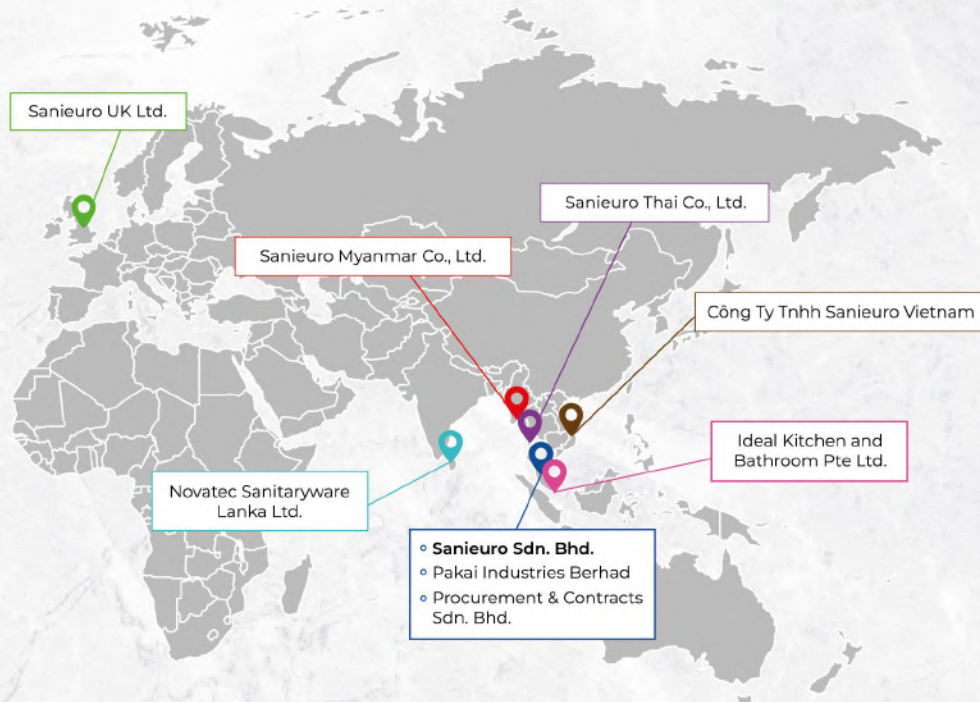 Sanieuro UK Ltd.
Sanieuro Thai Co., Ltd.
Sanieuro Myanmar Co., Ltd.
Công Ty Tnhh Sanieuro Vietnam
Ideal Kitchen and
Bathroom Pte Ltd.
Novatec Sanitaryware
Lanka Ltd.
Sanieuro Sdn. Bhd.
Pakai Industries Berhad
Procurement & Contracts
Sdn. Bhd.